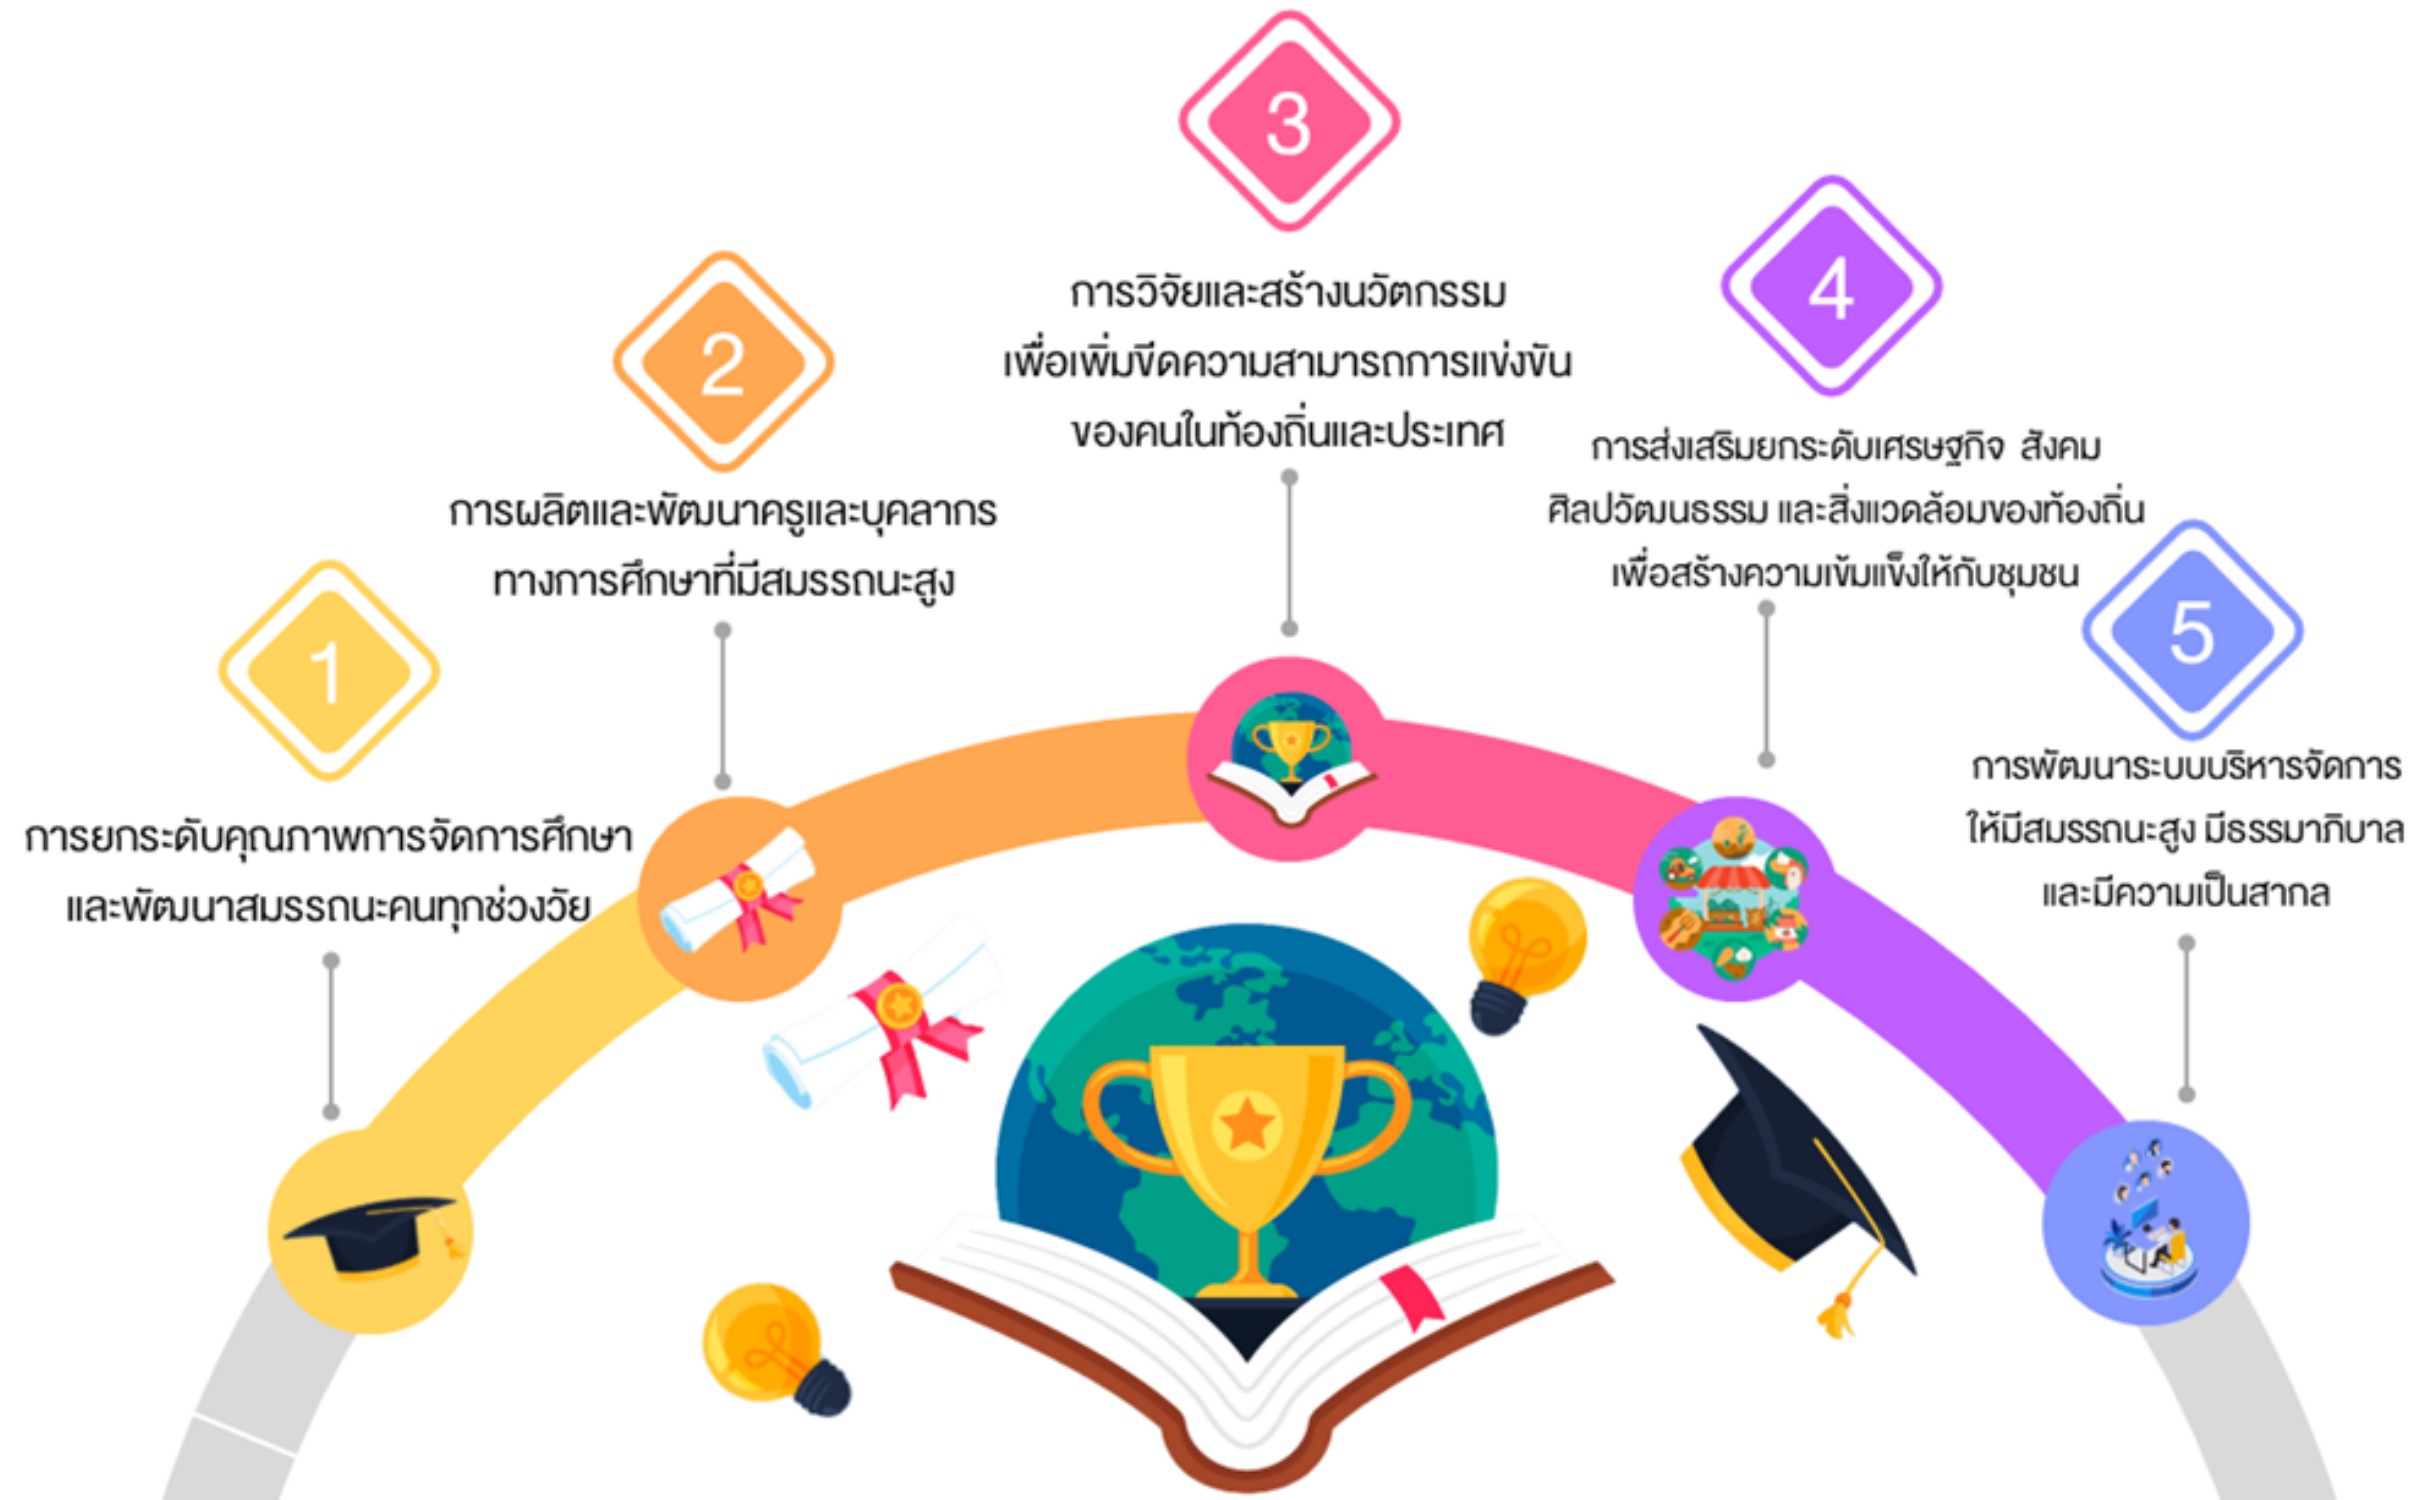 1
การยกระดับคุณภาพการจัดการศึกษา
และพัฒนาสมรรถนะคนทุกช่วงวัย
2
การผลิตและพัฒนาครูและบุคลากร
ทางการศึกษาที่มีสมรรถนะสูง
3
การวิจัยและสร้างนวัตกรรม
เพื่อเพิ่มขีดความสามารถการแข่งขัน
ของคนในท้องถิ่นและประเทศ
4
การส่งเสริมยกระดับเศรษฐกิจ สังคม
ศิลปวัฒนธรรม และสิ่งแวดล้อมของท้องถิ่น
เพื่อสร้างความเข้มแข็งให้กับชุมชน
5
การพัฒนาระบบบริหารจัดการ
ให้มีสมรรถนะสูง มีธรรมาภิบาล
และมีความเป็นสากล